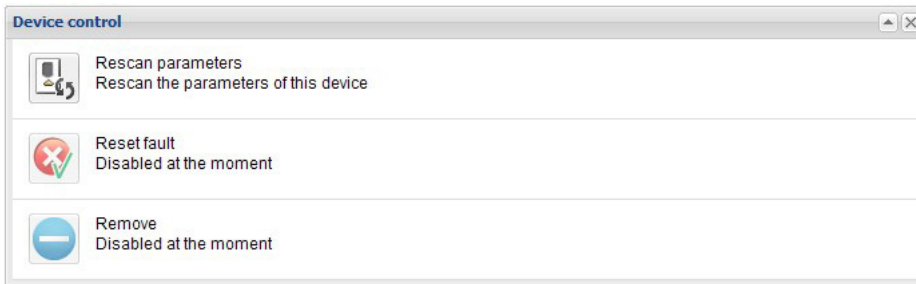 Device control
Rescan parameters
Rescan the parameters of this device
Reset fault
Disabled at the moment
Remove
Disabled at the moment